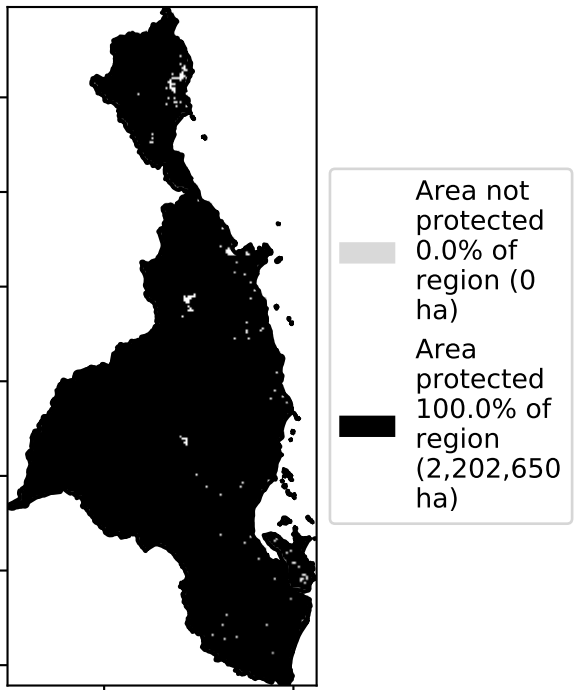 Area not
protected
0.0% of
region (0
ha)
Area
protected
100.0% of
region
(2,202,650
ha)